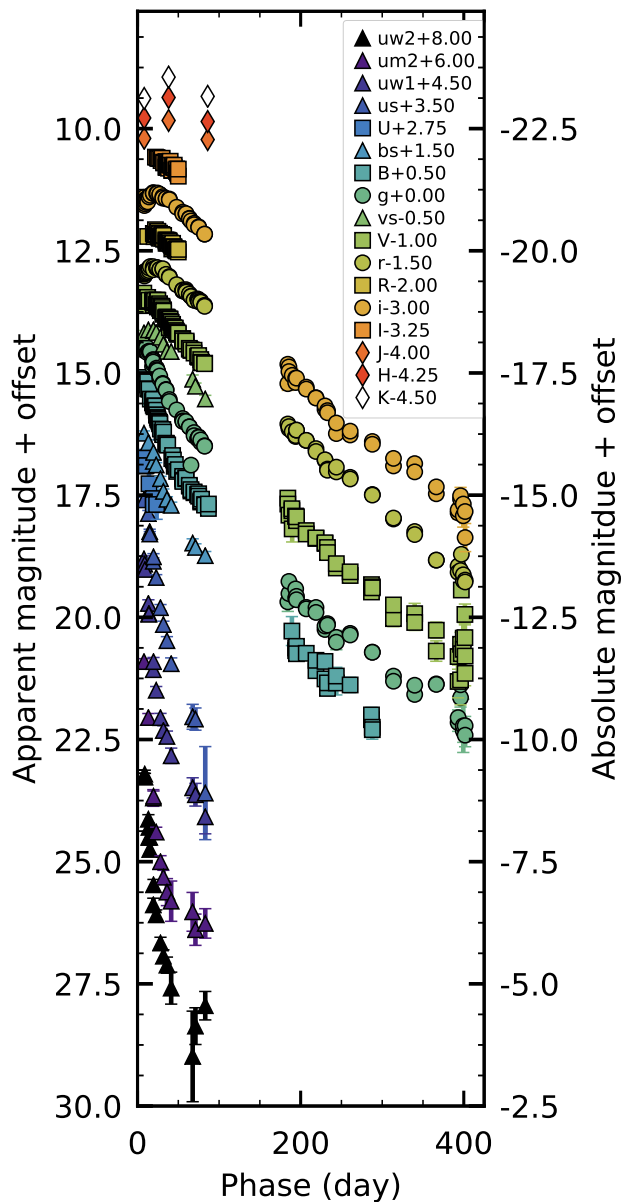 uw2+8.00
um2+6.00
uw1+4.50
us+3.50
U+2.75
bs+1.50
B+0.50
g+0.00
vs-0.50
V-1.00
r-1.50
R-2.00
i-3.00
I-3.25
J-4.00
H-4.25
K-4.50
10.0
12.5
15.0
17.5
20.0
22.5
25.0
27.5
30.0
Apparent magnitude + offset
-22.5
-20.0
-17.5
-15.0
-12.5
-10.0
-7.5
-5.0
-2.5
Absolute magnitdue + offset
0
200
400
Phase (day)